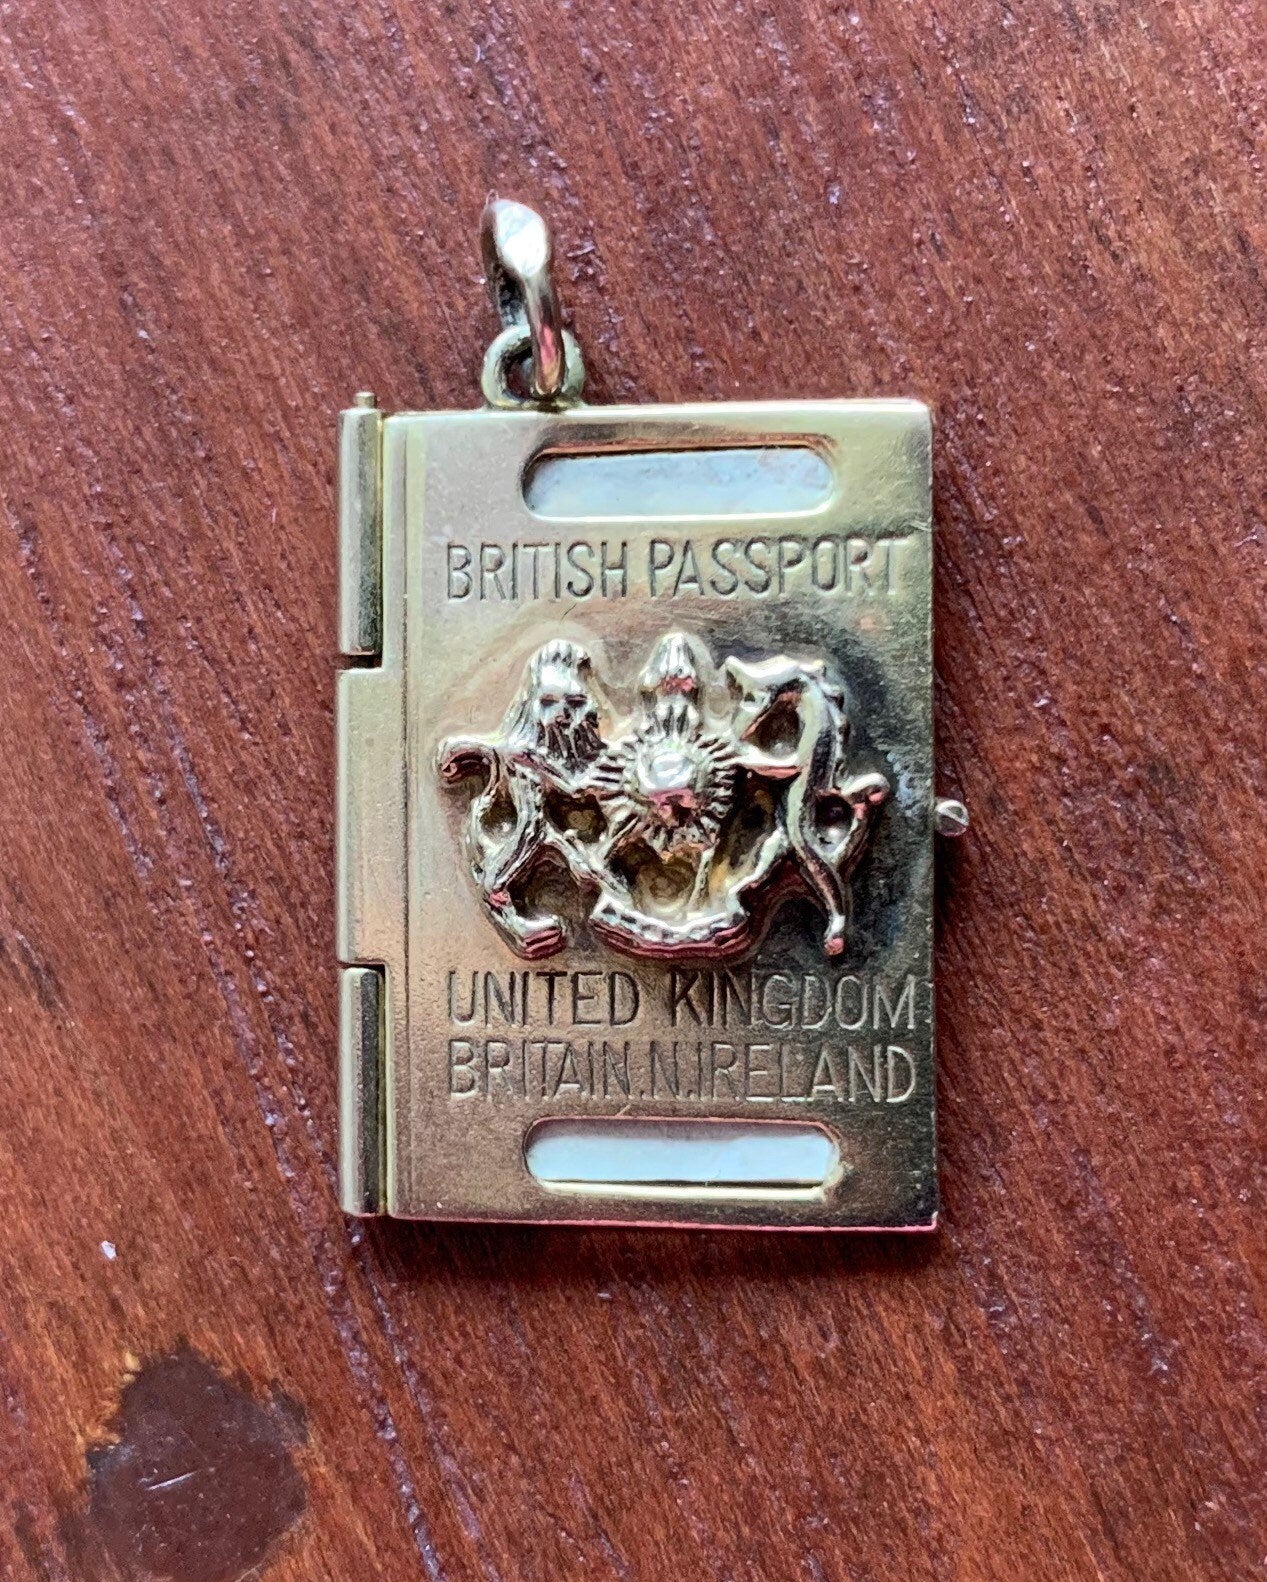 BRITISH PASSPORT
UNITED KINGDOM
BRITAIN.N.IRELAND